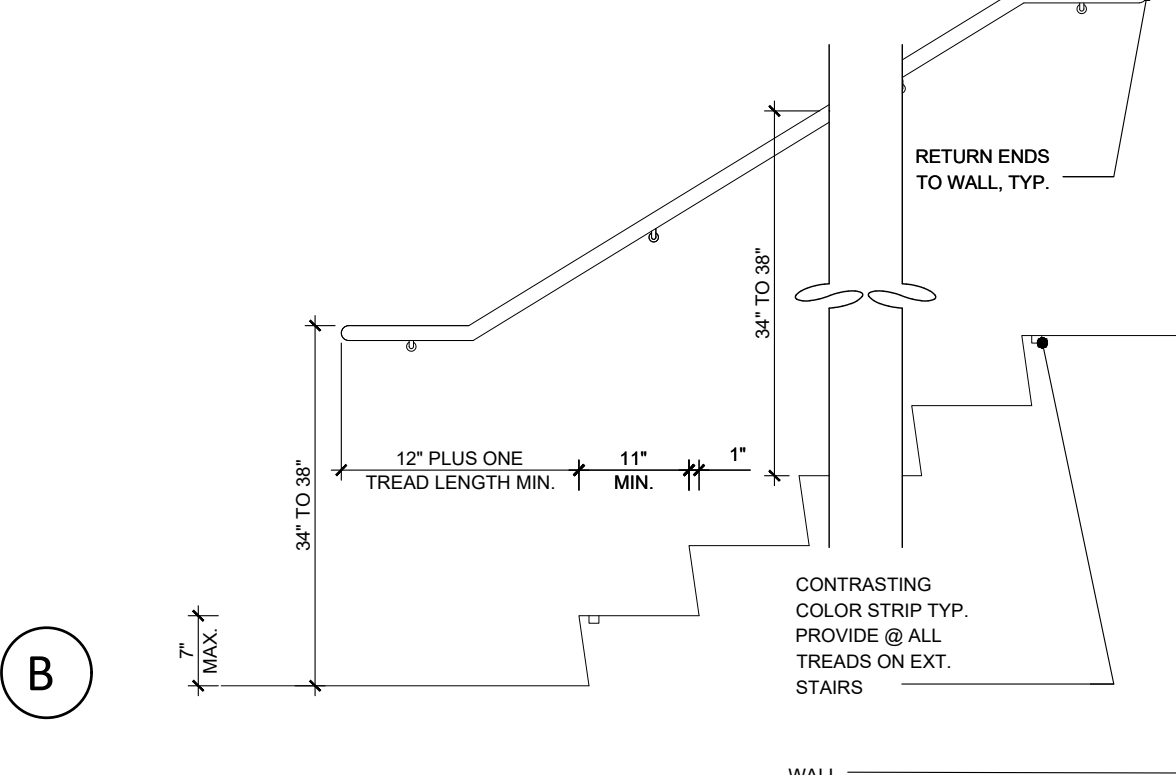 RETURN ENDS
TO WALL, TYP.
34" TO 38"
12" PLUS ONE
TREAD LENGTH MIN.
11"
MIN.
1"
34" TO 38"
7"
MAX.
B
CONTRASTING
COLOR STRIP TYP.
PROVIDE @ ALL
TREADS ON EXT.
STAIRS
WALL